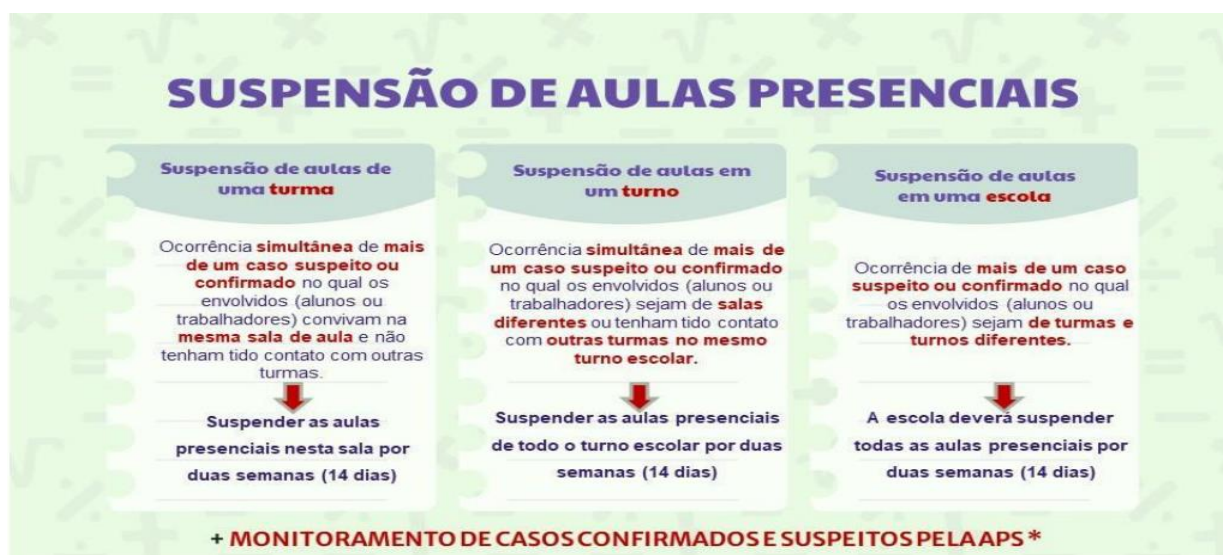 SUSPENSÃO DE AULAS PRESENCIAIS
Suspensão de aulas de
uma turma
Ocorrência simultânea de mais
de um caso suspeito ou
confirmado no qual os
envolvidos (alunos ou
trabalhadores) convivam na
mesma sala de aula e não
tenham tido contato com outras
turmas.
Suspender as aulas
presenciais nesta sala por
duas semanas (14 dias)
Suspensão de aulas em
um turno
Ocorrência simultânea de mais de
um caso suspeito ou confirmado
no qual os envolvidos (alunos ou
trabalhadores) sejam de salas
diferentes ou tenham tido contato
com outras turmas no mesmo
turno escolar.
Suspender as aulas presenciais
de todo o turno escolar por duas
semanas (14 dias)
Suspensão de aulas
em uma escola
Ocorrência de mais de um caso
suspeito ou confirmado no qual
os envolvidos (alunos ou
trabalhadores) sejam de turmas e
turnos diferentes.
A escola deverá suspender
todas as aulas presenciais por
duas semanas (14 dias)
+ MONITORAMENTO DE CASOS CONFIRMADOS E SUSPEITOS PELA APS *